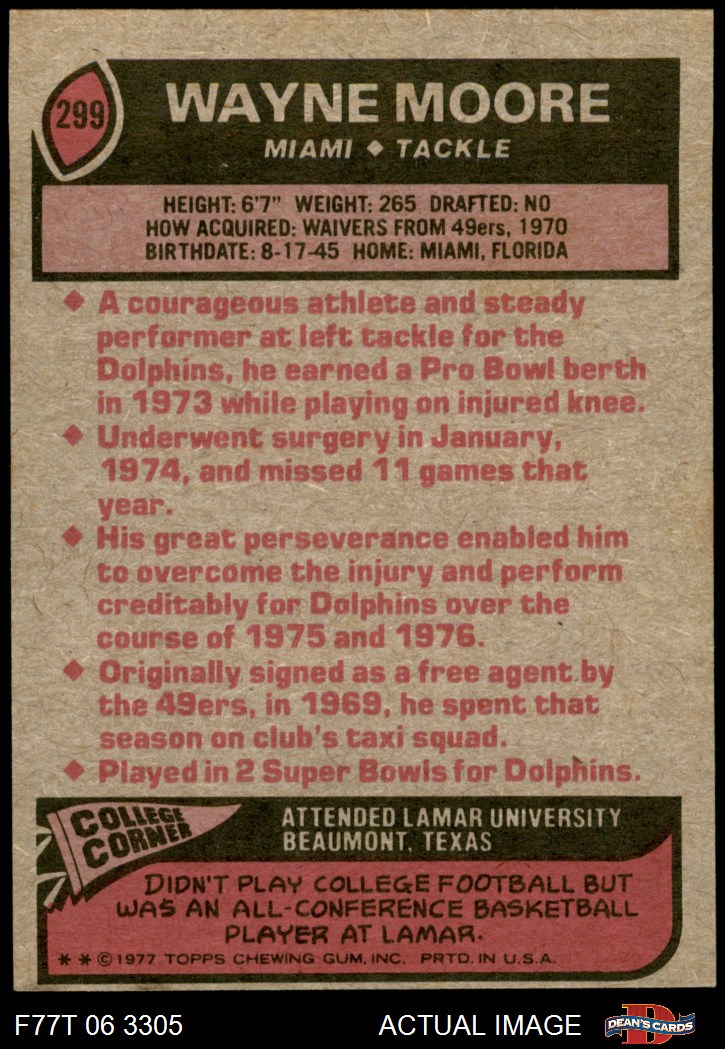 299
WAYNE MOORE
MIAMI ◆ TACKLE
HEIGHT: 6'7" WEIGHT: 265 DRAFTED: NO
HOW ACQUIRED: WAIVERS FROM 49ers, 1970
BIRTHDATE: 8-17-45 HOME: MIAMI, FLORIDA
◆ A courageous athlete and steady
performer at left tackle for the
Dolphins, he earned a Pro Bowl berth
in 1973 while playing on injured knee.
◆ Underwent surgery in January,
1974, and missed 11 games that
year.
◆ His great perseverance enabled him
to overcome the injury and perform
creditably for Dolphins over the
course of 1975 and 1976.
◆ Originally signed as a free agent by
the 49ers, in 1969, he spent that
season on club's taxi squad.
◆ Played in 2 Super Bowls for Dolphins.
COLLEGE
CORNER
ATTENDED LAMAR UNIVERSITY
BEAUMONT, TEXAS
DIDN'T PLAY COLLEGE FOOTBALL BUT
WAS AN ALL-CONFERENCE BASKETBALL
PLAYER AT LAMAR.
** © 1977 TOPPS CHEWING GUM, INC. PRTD. IN U.S.A.
F77T 06 3305
ACTUAL IMAGE
DEAN'S CARDS